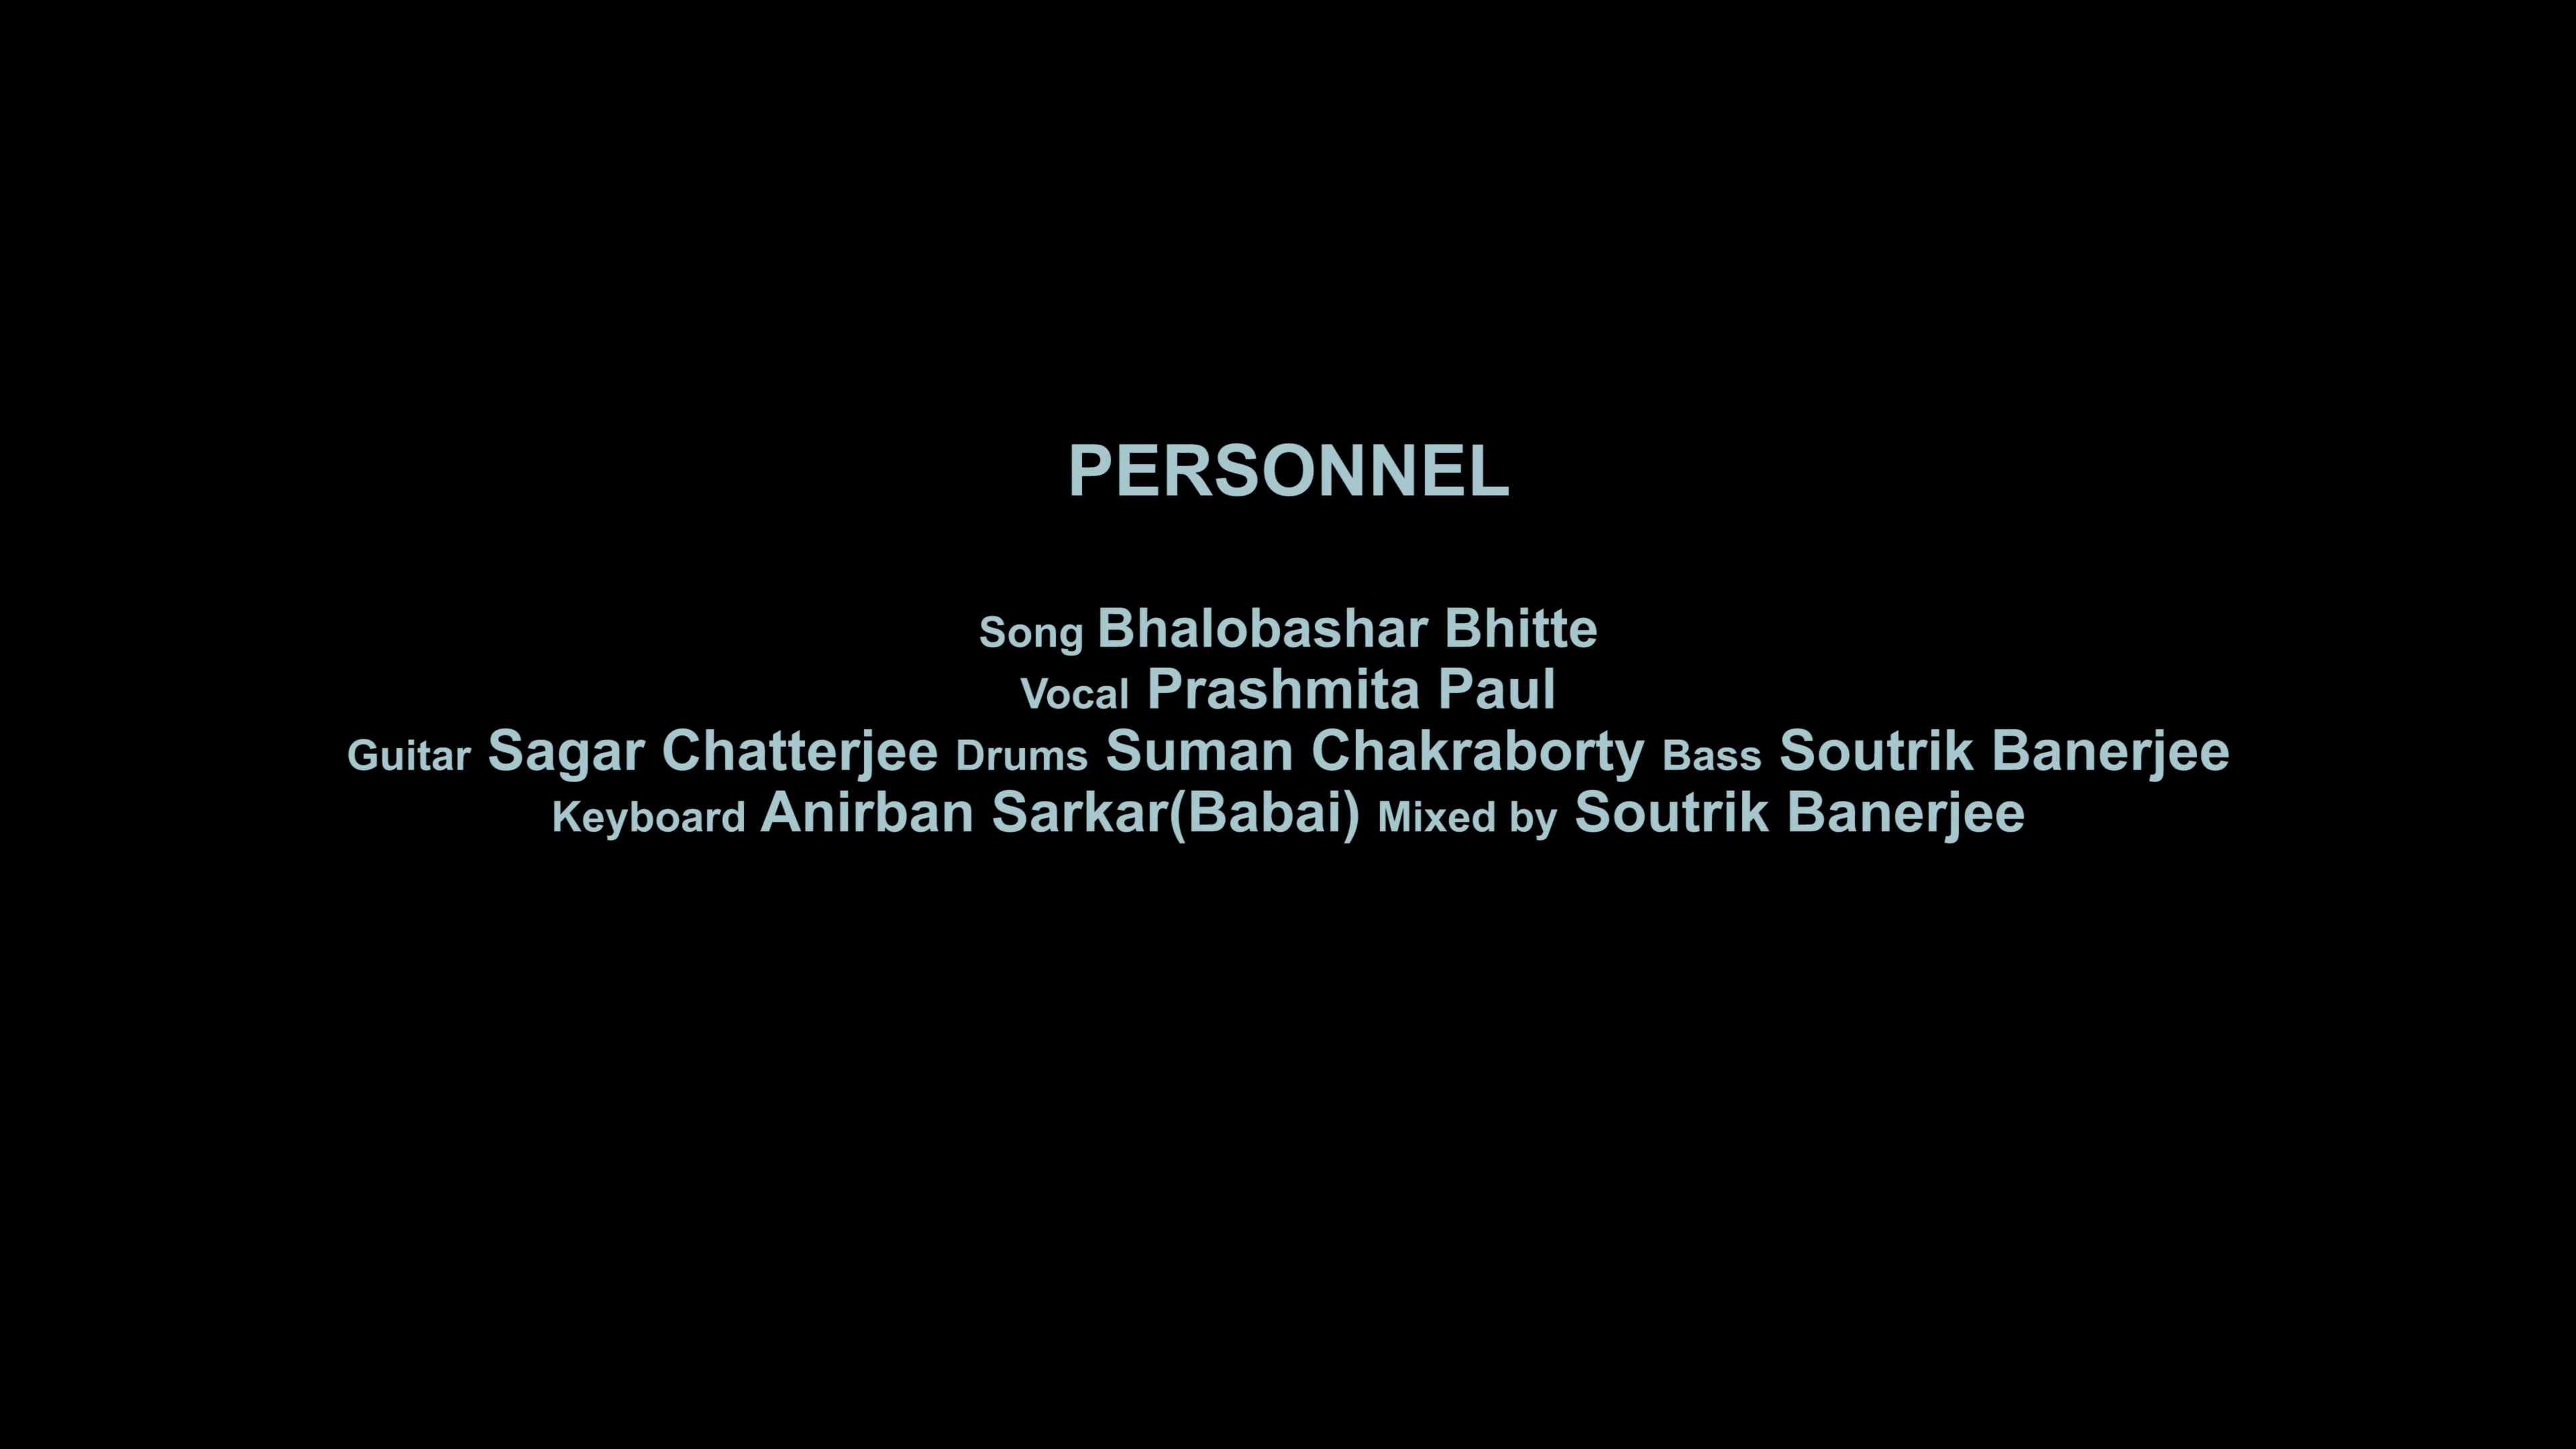 PERSONNEL
Song Bhalobashar Bhitte
Vocal Prashmita Paul
Guitar Sagar Chatterjee Drums Suman Chakraborty Bass Soutrik Banerjee
Keyboard Anirban Sarkar(Babai) Mixed by Soutrik Banerjee